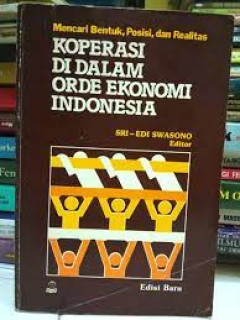 Mencari Bentuk, Posisi, dan Realitas
KOPERASI
DI DALAM
ORDE EKONOMI
INDONESIA
SRI-EDI SWASONO
Editor
Edisi Baru